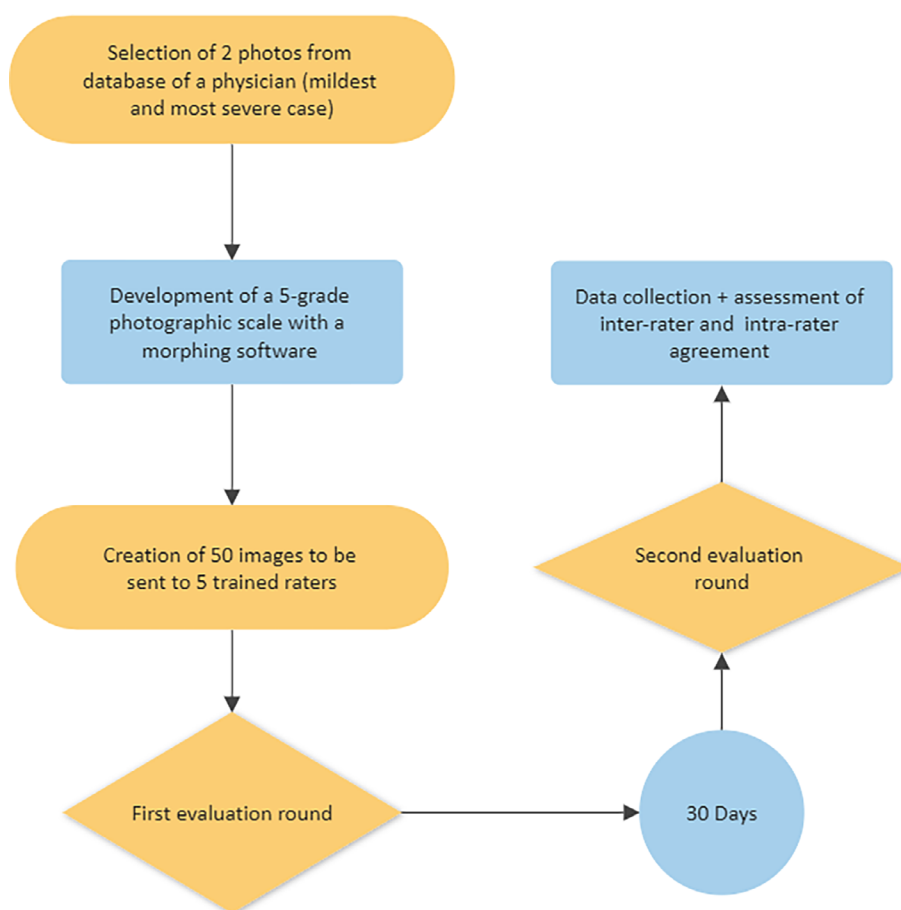 Selection of 2 photos from
database of a physician (mildest
and most severe case)
Development of a 5-grade
photographic scale with a
morphing software
Creation of 50 images to be
sent to 5 trained raters
First evaluation round
30 Days
Second evaluation
round
Data collection + assessment of
inter-rater and intra-rater
agreement